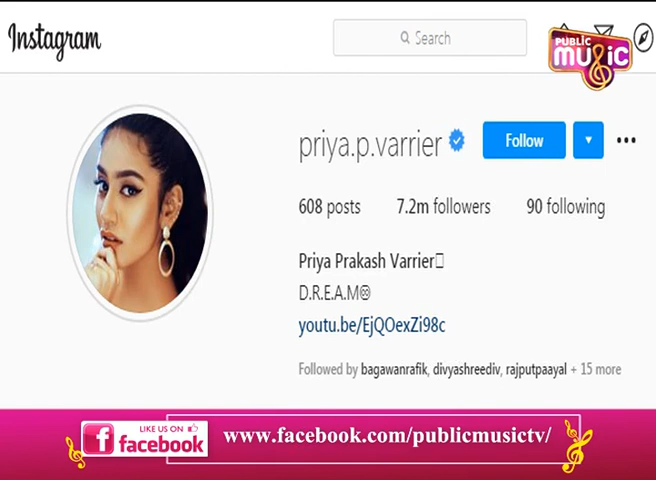 Instagram
Search
PUBLIC
music
priya.p.varrier
Follow
608 posts 7.2m followers 90 following
Priya Prakash Varrier
D.R.E.A.M®
youtu.be/EjQOexZi98c
Followed by bagawanrafik, divyashreediv, rajputpaayal + 15 more
LIKE US ON
facebook
www.facebook.com/publicmusictv/